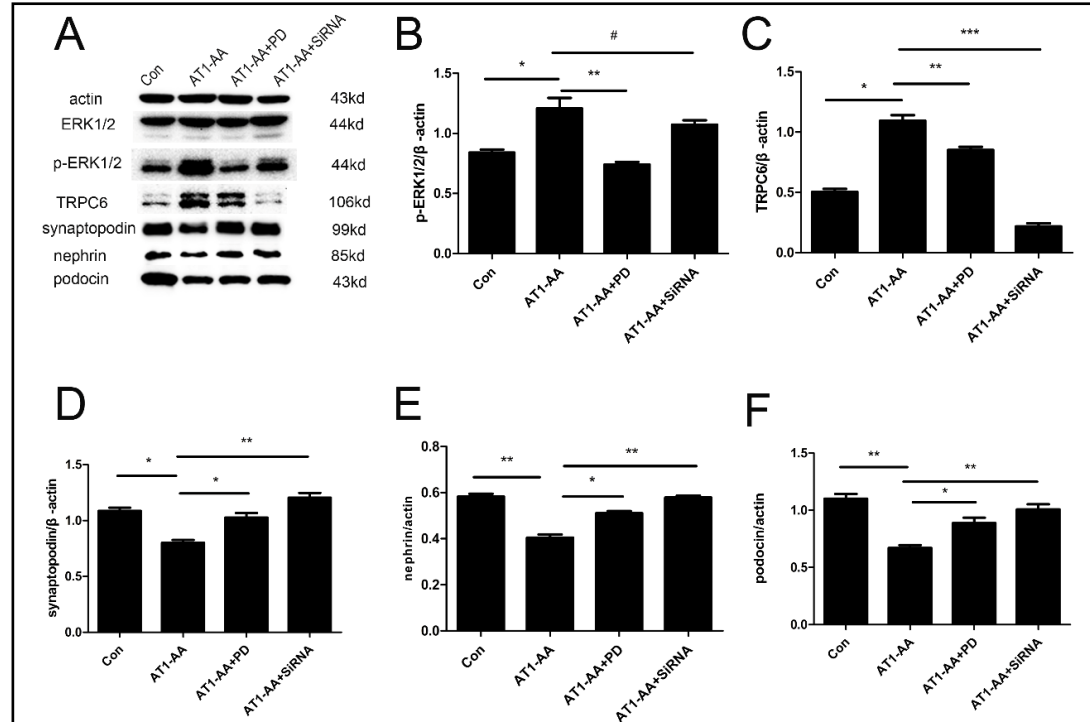 A
Con
AT1-AA
AT1-AA+PD
AT1-AA+SiRNA
actin 43kd
ERK1/2 44kd
p-ERK1/2 44kd
TRPC6 106kd
synaptopodin 99kd
nephrin 85kd
podocin 43kd
B
#
* **
p-ERK1/2/β -actin
1.5
1.0
0.5
0.0
Con
AT1-AA
AT1-AA+PD
AT1-AA+SiRNA
C
***
**
*
TRPC6/β -actin
1.5
1.0
0.5
0.0
Con
AT1-AA
AT1-AA+PD
AT1-AA+SiRNA
D
**
*
*
synaptopodin/β -actin
1.5
1.0
0.5
0.0
Con
AT1-AA
AT1-AA+PD
AT1-AA+SiRNA
E
** **
*
nephrin/actin
0.8
0.6
0.4
0.2
0.0
Con
AT1-AA
AT1-AA+PD
AT1-AA+SiRNA
F
**
**
*
podocin/actin
1.5
1.0
0.5
0.0
Con
AT1-AA
AT1-AA+PD
AT1-AA+SiRNA